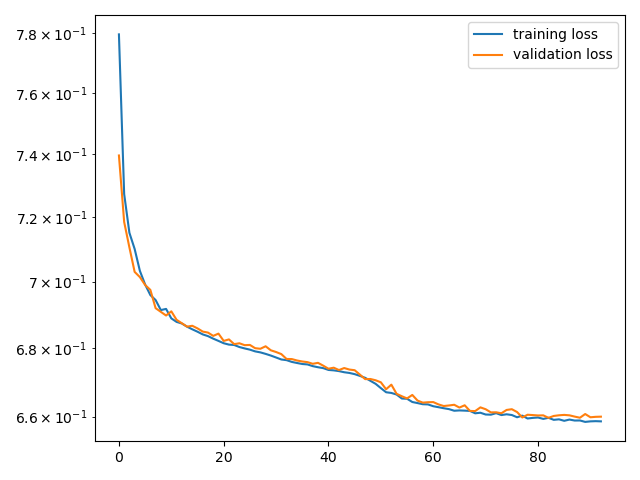 7.8 × 10⁻¹
7.6 × 10⁻¹
7.4 × 10⁻¹
7.2 × 10⁻¹
7 × 10⁻¹
6.8 × 10⁻¹
6.6 × 10⁻¹
0 20 40 60 80
training loss
validation loss